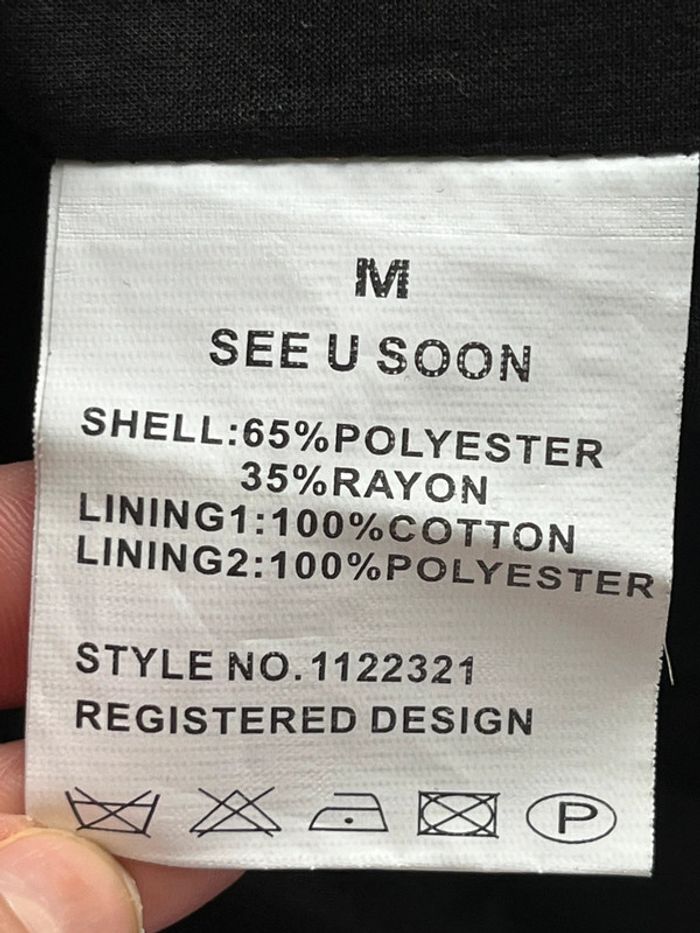 M
SEE U SOON
SHELL:65%POLYESTER
35%RAYON
LINING1:100%COTTON
LINING2:100%POLYESTER
STYLE NO.1122321
REGISTERED DESIGN
P